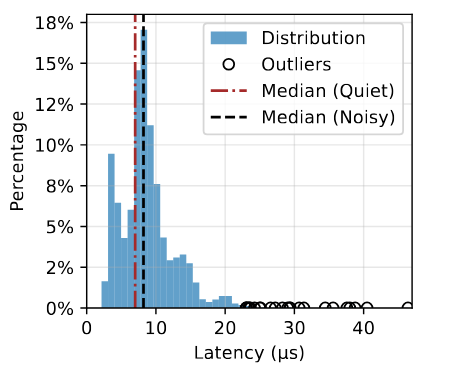 18%
15%
12%
10%
8%
5%
2%
0%
Percentage
0
10
20
30
40
Latency (μs)
Distribution
Outliers
Median (Quiet)
Median (Noisy)